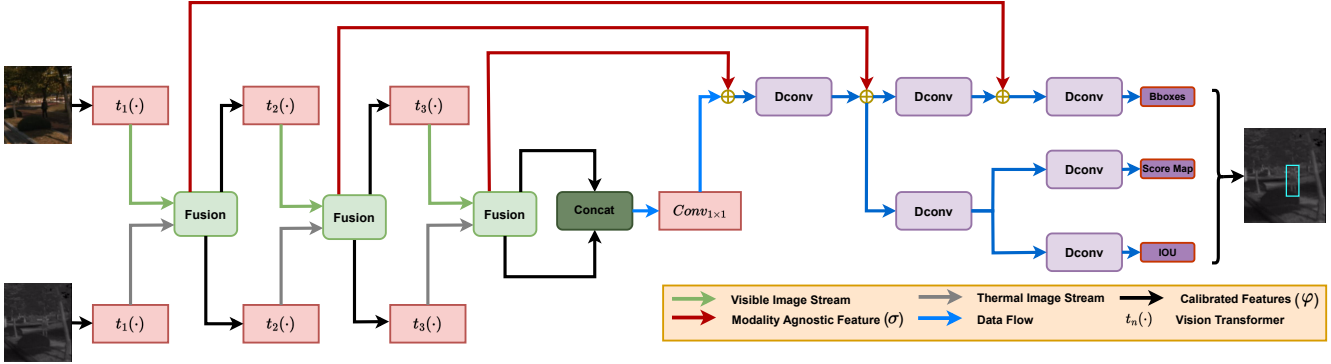 t₁(·) t₂(·) t₃(·) Dconv Dconv Dconv Bboxes
Fusion Fusion Fusion Concat Conv₁ₓ₁ Dconv Score Map
Dconv
Dconv IOU
t₁(·) t₂(·) t₃(·)
Visible Image Stream Thermal Image Stream Calibrated Features (φ)
Modality Agnostic Feature (σ) Data Flow tₙ(·) Vision Transformer